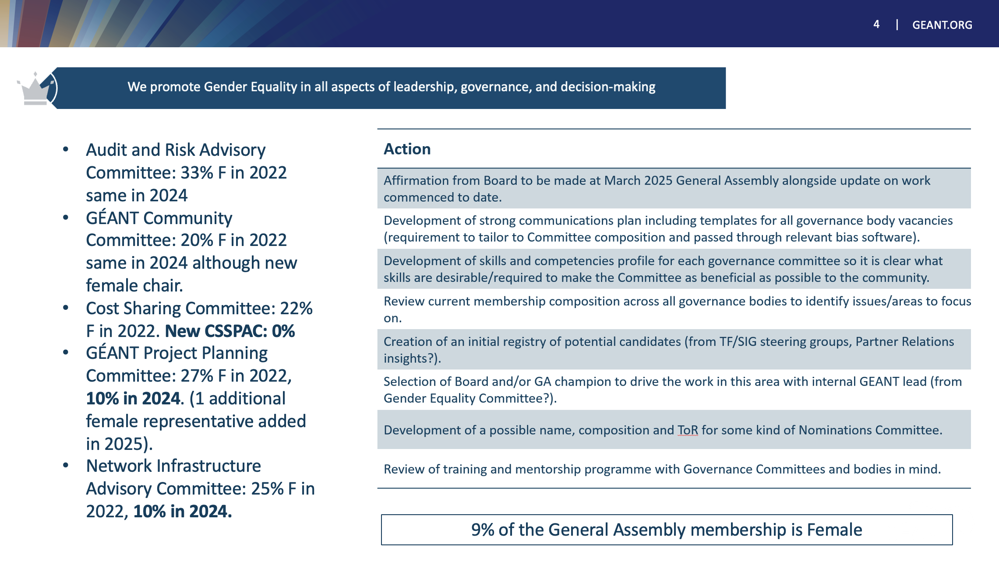 4 | GEANT.ORG
We promote Gender Equality in all aspects of leadership, governance, and decision-making
• Audit and Risk Advisory
Committee: 33% F in 2022
same in 2024
• GÉANT Community
Committee: 20% F in 2022
same in 2024 although new
female chair.
• Cost Sharing Committee: 22%
F in 2022. New CSSPAC: 0%
• GÉANT Project Planning
Committee: 27% F in 2022,
10% in 2024. (1 additional
female representative added
in 2025).
• Network Infrastructure
Advisory Committee: 25% F in
2022, 10% in 2024.
Action
Affirmation from Board to be made at March 2025 General Assembly alongside update on work
commenced to date.
Development of strong communications plan including templates for all governance body vacancies
(requirement to tailor to Committee composition and passed through relevant bias software).
Development of skills and competencies profile for each governance committee so it is clear what
skills are desirable/required to make the Committee as beneficial as possible to the community.
Review current membership composition across all governance bodies to identify issues/areas to focus
on.
Creation of an initial registry of potential candidates (from TF/SIG steering groups, Partner Relations
insights?).
Selection of Board and/or GA champion to drive the work in this area with internal GEANT lead (from
Gender Equality Committee?).
Development of a possible name, composition and ToR for some kind of Nominations Committee.
Review of training and mentorship programme with Governance Committees and bodies in mind.
9% of the General Assembly membership is Female